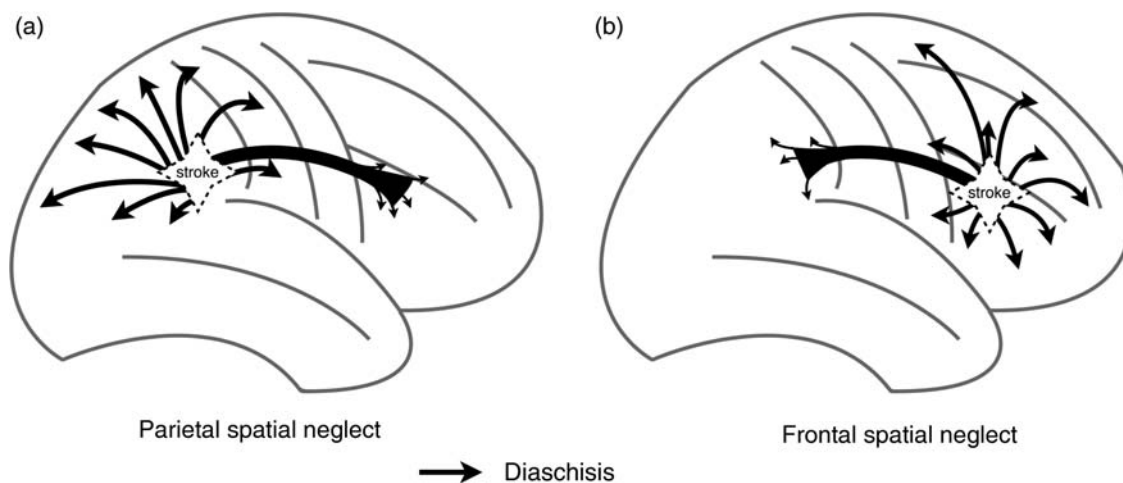 (a)
stroke
Parietal spatial neglect
(b)
stroke
Frontal spatial neglect
Diaschisis